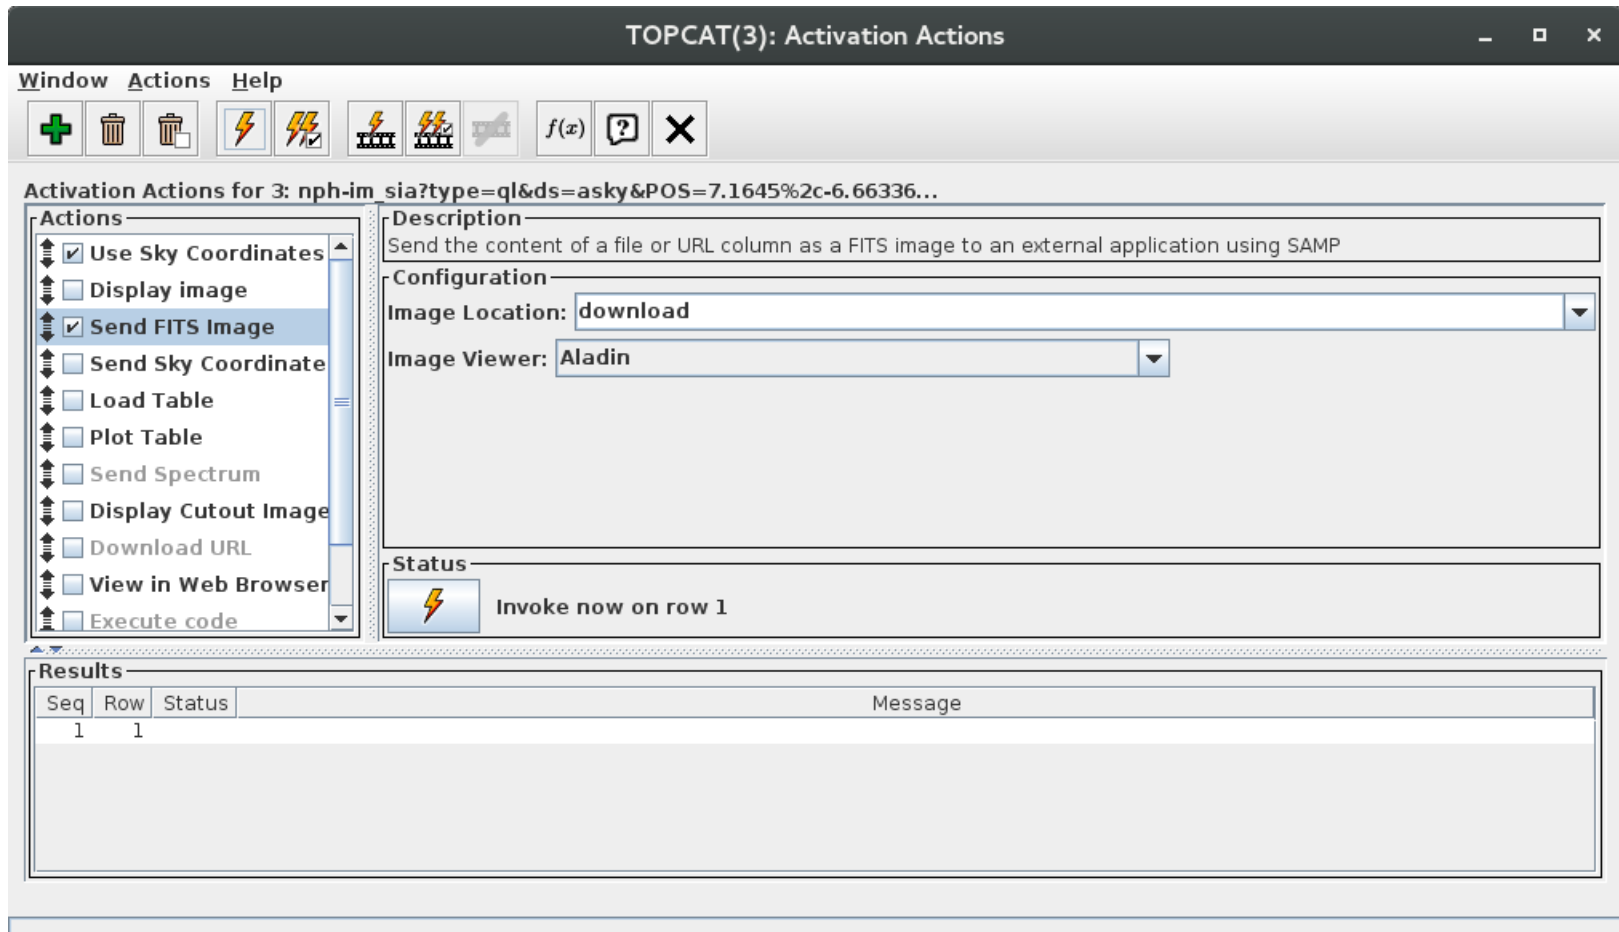 TOPCAT(3): Activation Actions
Window Actions Help
f(x) ?
Activation Actions for 3: nph-im_sia?type=ql&ds=asky&POS=7.1645%2c-6.66336...
Actions
Use Sky Coordinates
Display image
Send FITS Image
Send Sky Coordinate
Load Table
Plot Table
Send Spectrum
Display Cutout Image
Download URL
View in Web Browser
Execute code
Description
Send the content of a file or URL column as a FITS image to an external application using SAMP
Configuration
Image Location: download
Image Viewer: Aladin
Status
Invoke now on row 1
Results
Seq Row Status Message
1 1